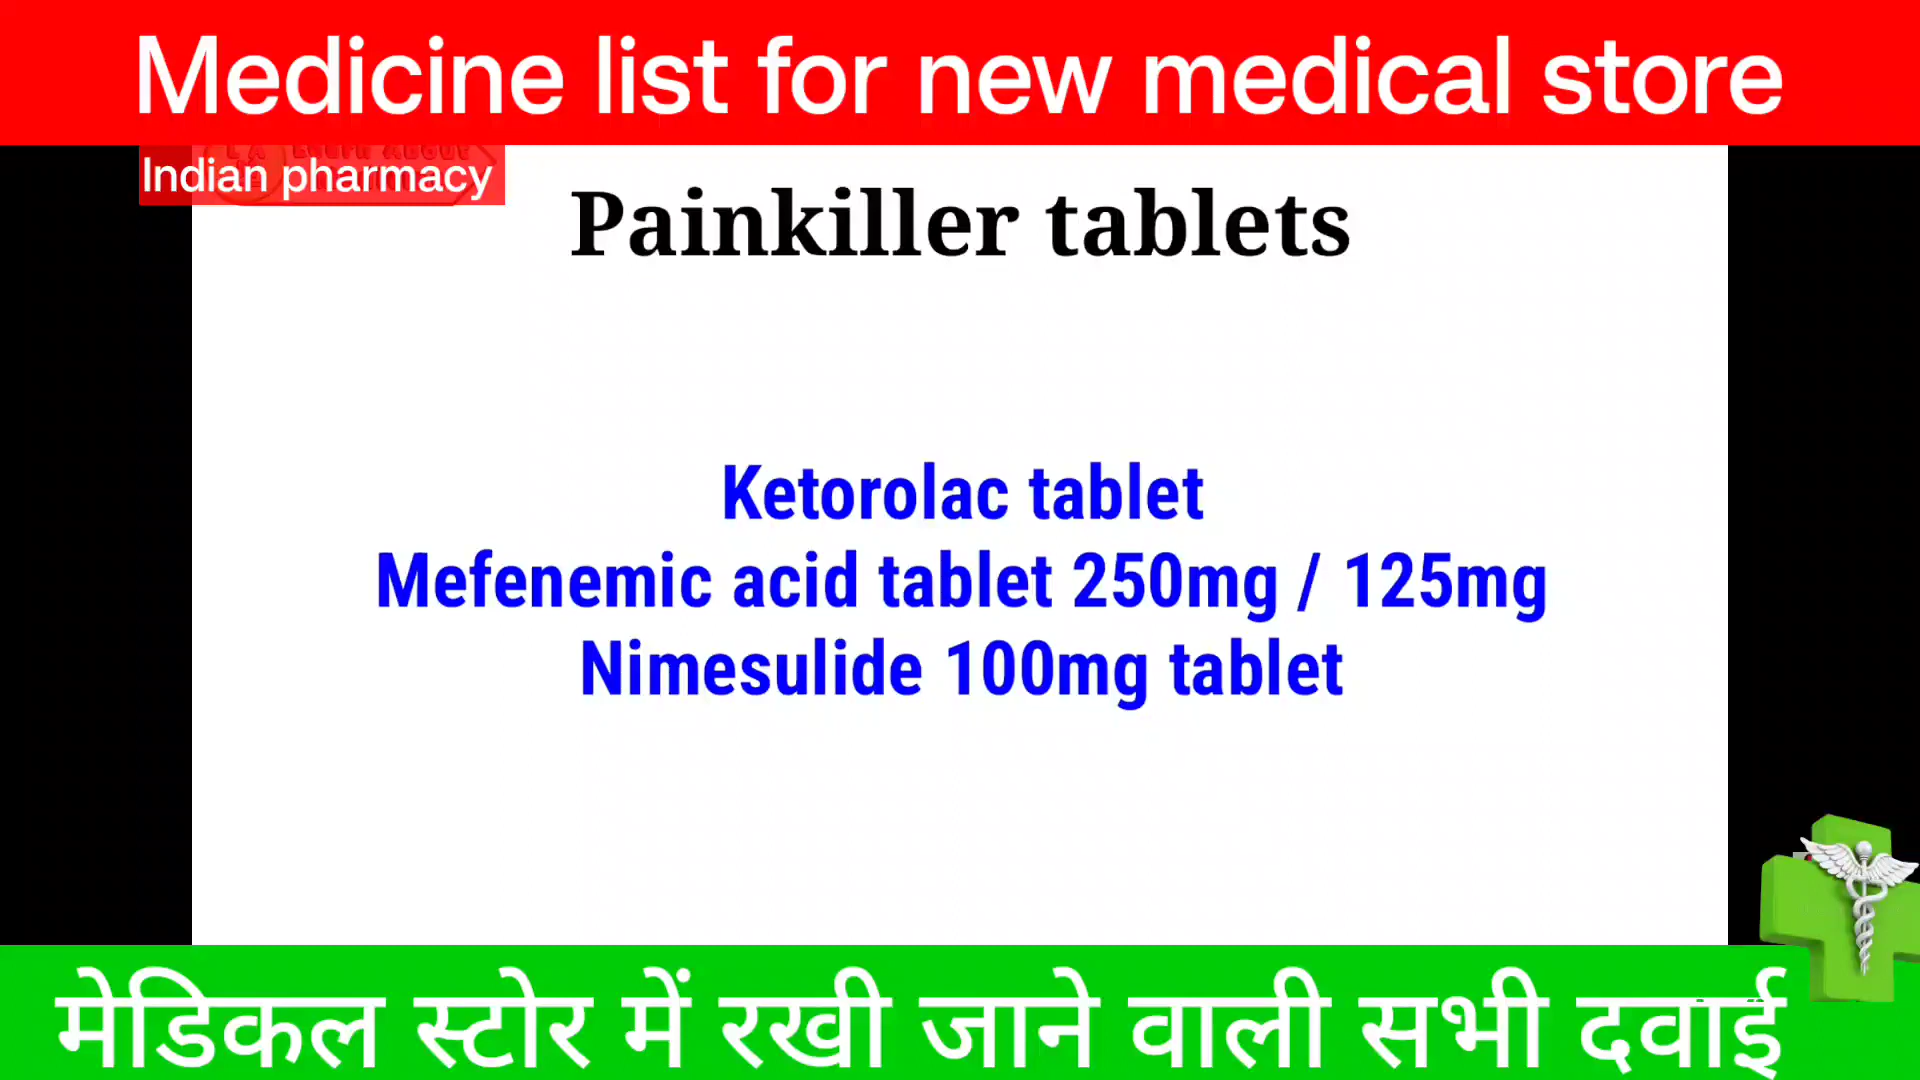 Medicine list for new medical store
Indian pharmacy
Painkiller tablets
Ketorolac tablet
Mefenemic acid tablet 250mg / 125mg
Nimesulide 100mg tablet
मेडिकल स्टोर में रखी जाने वाली सभी दवाई